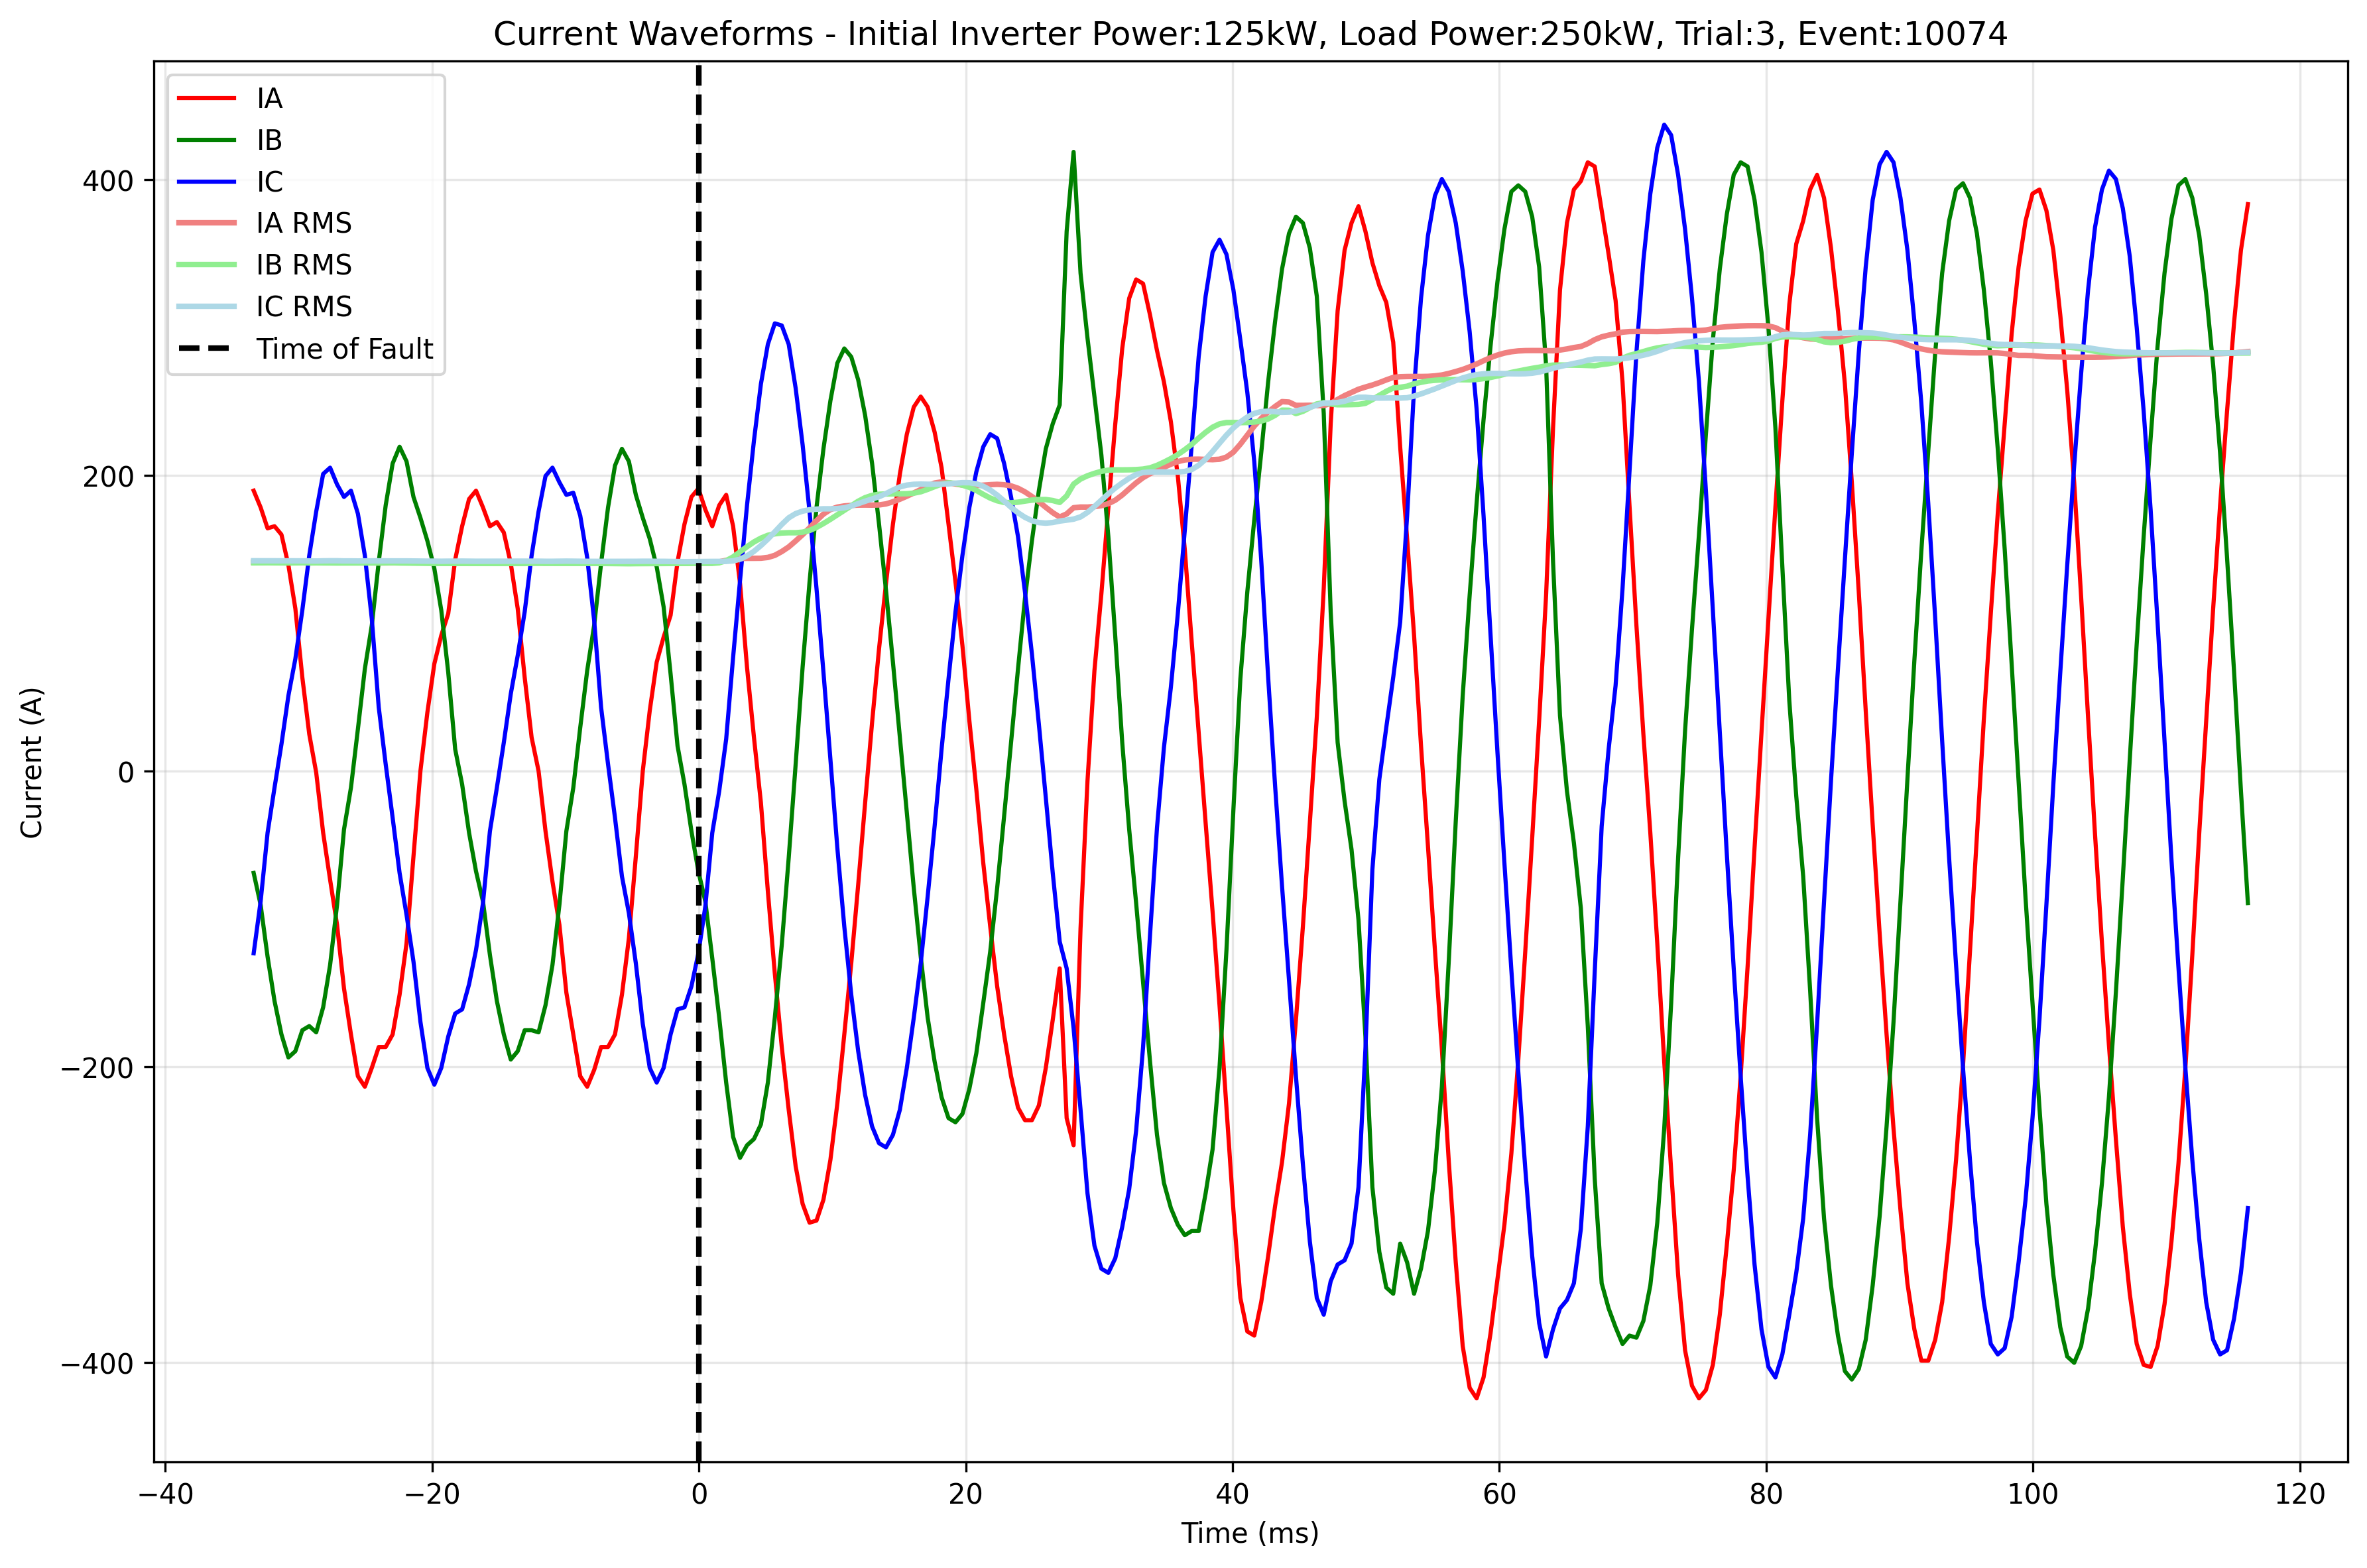 Current Waveforms - Initial Inverter Power:125kW, Load Power:250kW, Trial:3, Event:10074
IA
IB
IC
IA RMS
IB RMS
IC RMS
Time of Fault
400
200
0
−200
−400
Current (A)
−40
−20
0
20
40
60
80
100
120
Time (ms)